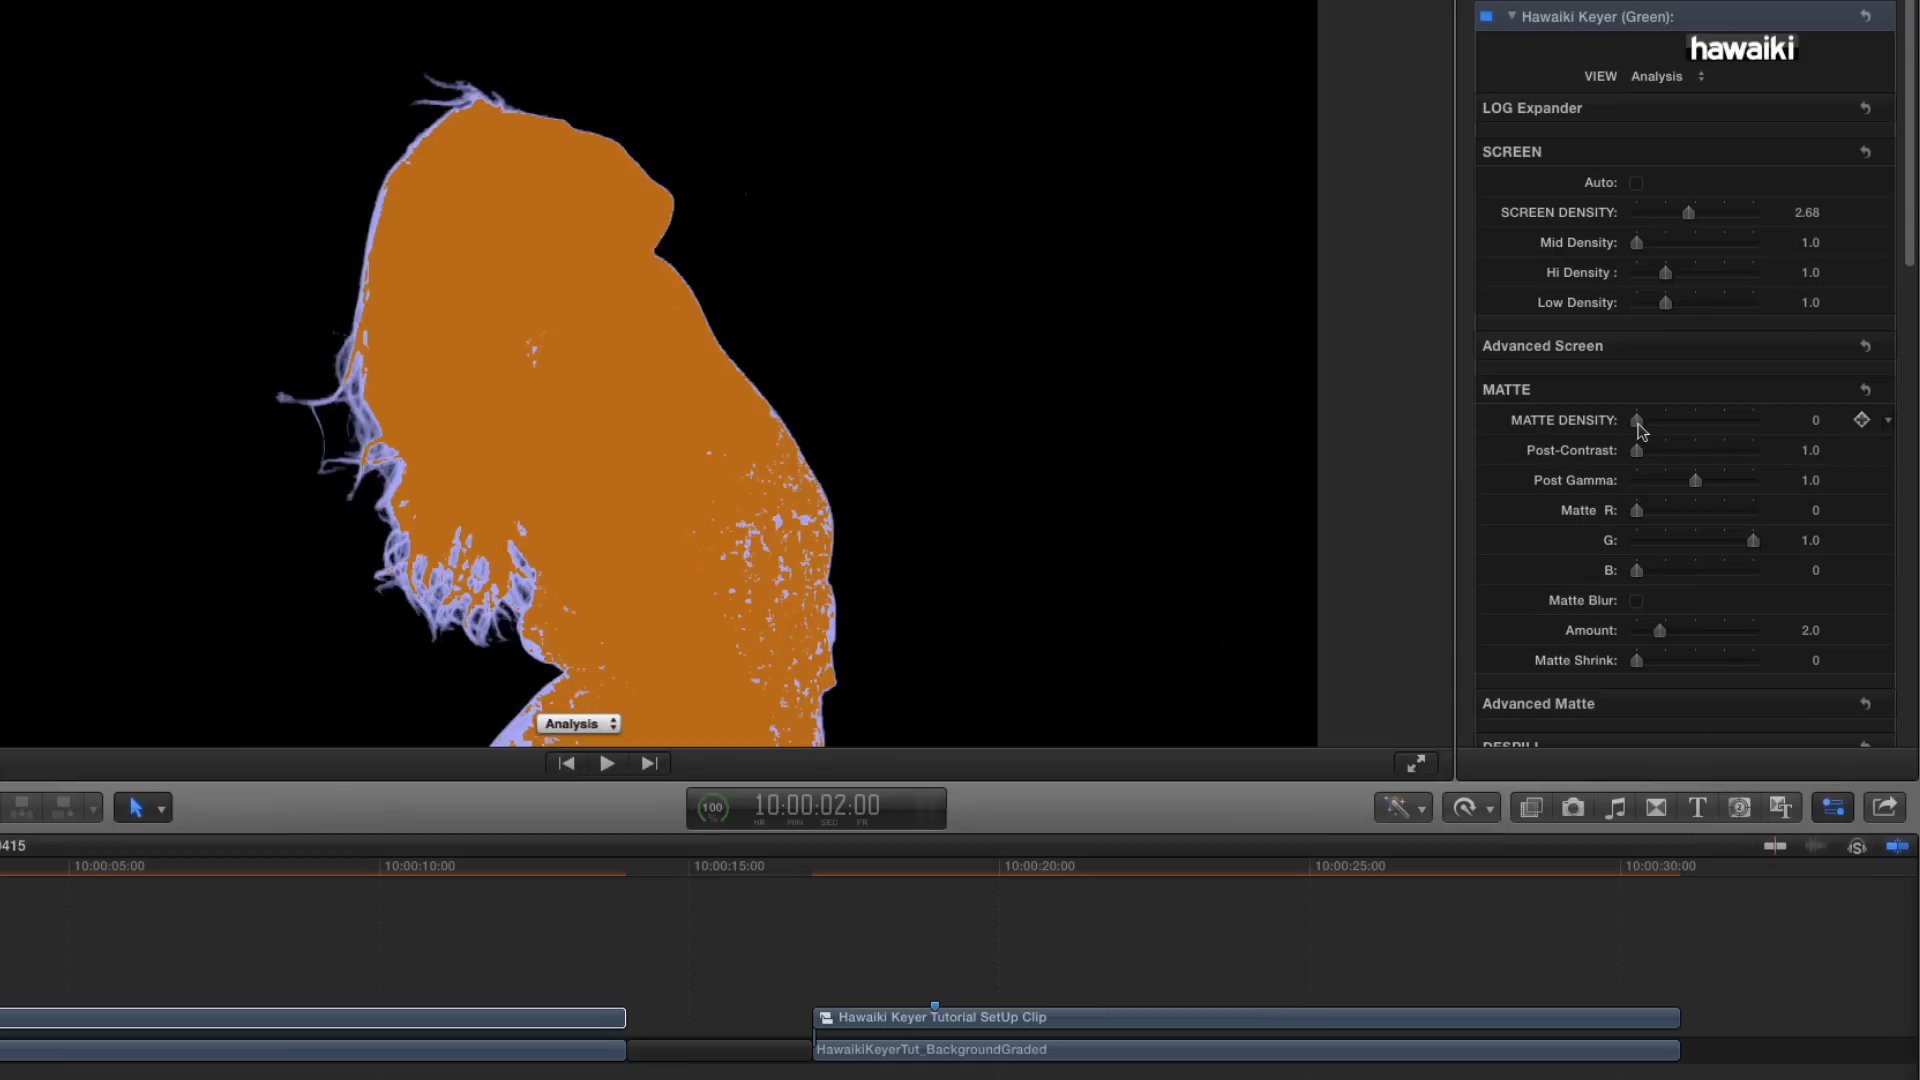 Hawaiki Keyer (Green):
hawaiki
VIEW Analysis
LOG Expander
SCREEN
Auto:
SCREEN DENSITY: 2.68
Mid Density: 1.0
Hi Density : 1.0
Low Density: 1.0
Advanced Screen
MATTE
MATTE DENSITY: 0
Post-Contrast: 1.0
Post Gamma: 1.0
Matte R: 0
G: 1.0
B: 0
Matte Blur:
Amount: 2.0
Matte Shrink: 0
Advanced Matte
DESPILL
Analysis
100 %
10:00:02:00
HR MIN SEC FR
0415
10:00:05:00 10:00:10:00 10:00:15:00 10:00:20:00 10:00:25:00 10:00:30:00
Hawaiki Keyer Tutorial SetUp Clip
HawaikiKeyerTut_BackgroundGraded